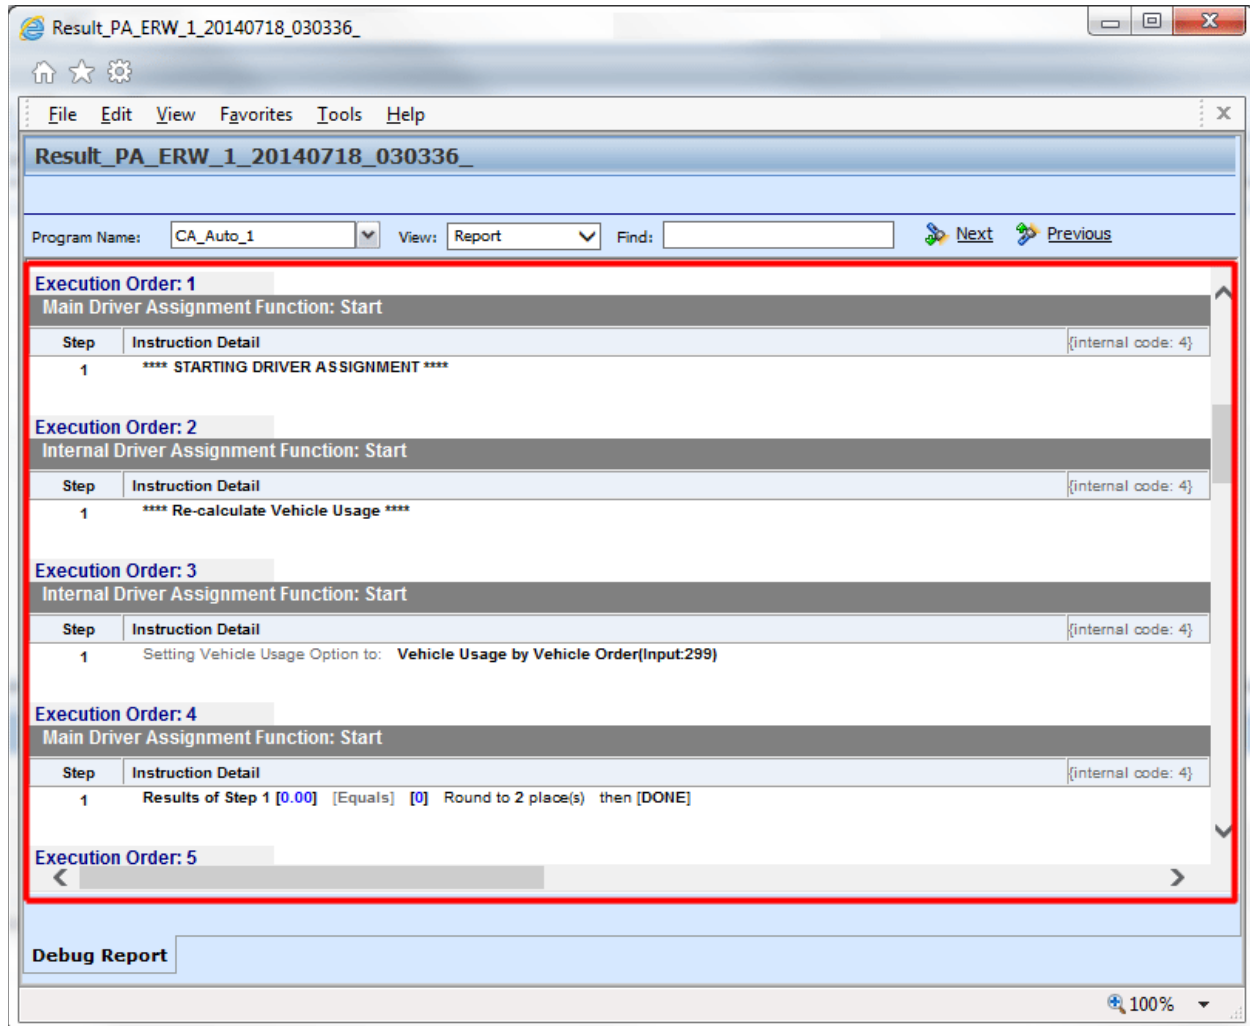 Result_PA_ERW_1_20140718_030336_
File Edit View Favorites Tools Help x
Result_PA_ERW_1_20140718_030336_
Program Name: CA_Auto_1 View: Report Find: Next Previous
Execution Order: 1
Main Driver Assignment Function: Start
Step Instruction Detail {internal code: 4}
1 **** STARTING DRIVER ASSIGNMENT ****
Execution Order: 2
Internal Driver Assignment Function: Start
Step Instruction Detail {internal code: 4}
1 **** Re-calculate Vehicle Usage ****
Execution Order: 3
Internal Driver Assignment Function: Start
Step Instruction Detail {internal code: 4}
1 Setting Vehicle Usage Option to: Vehicle Usage by Vehicle Order(Input:299)
Execution Order: 4
Main Driver Assignment Function: Start
Step Instruction Detail {internal code: 4}
1 Results of Step 1 [0.00] [Equals] [0] Round to 2 place(s) then [DONE]
Execution Order: 5
Debug Report
100%